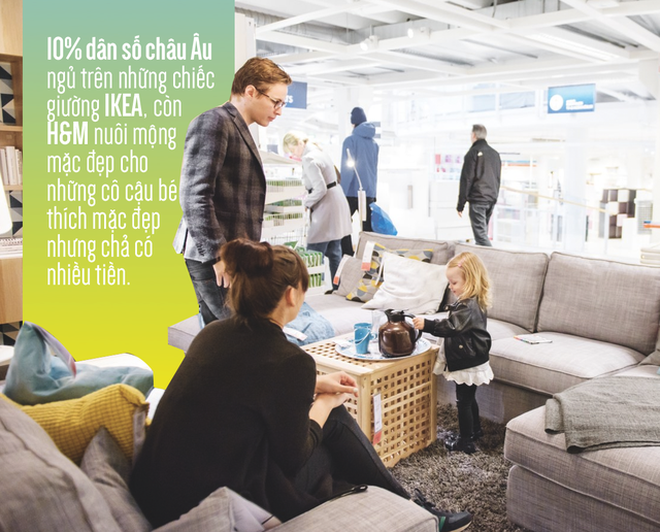 10% dân số châu Âu
ngủ trên những chiếc
giường IKEA, còn
H&M nuôi mộng
mặc đẹp cho
những cô cậu bé
thích mặc đẹp
nhưng chả có
nhiều tiền.